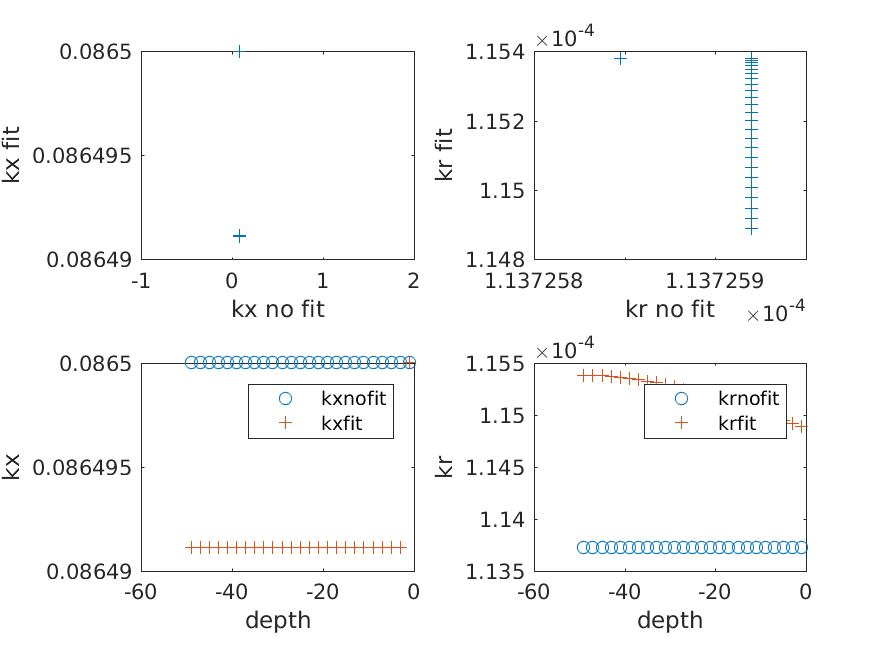 0.0865
0.086495
0.08649
-1
0
1
2
kx no fit
kx fit
×10-4
1.154
1.152
1.15
1.148
1.137258
1.137259
kr no fit
×10-4
kr fit
0.0865
0.086495
0.08649
-60
-40
-20
0
depth
kx
kxnofit
kxfit
×10-4
1.155
1.15
1.145
1.14
1.135
-60
-40
-20
0
depth
kr
krnofit
krfit